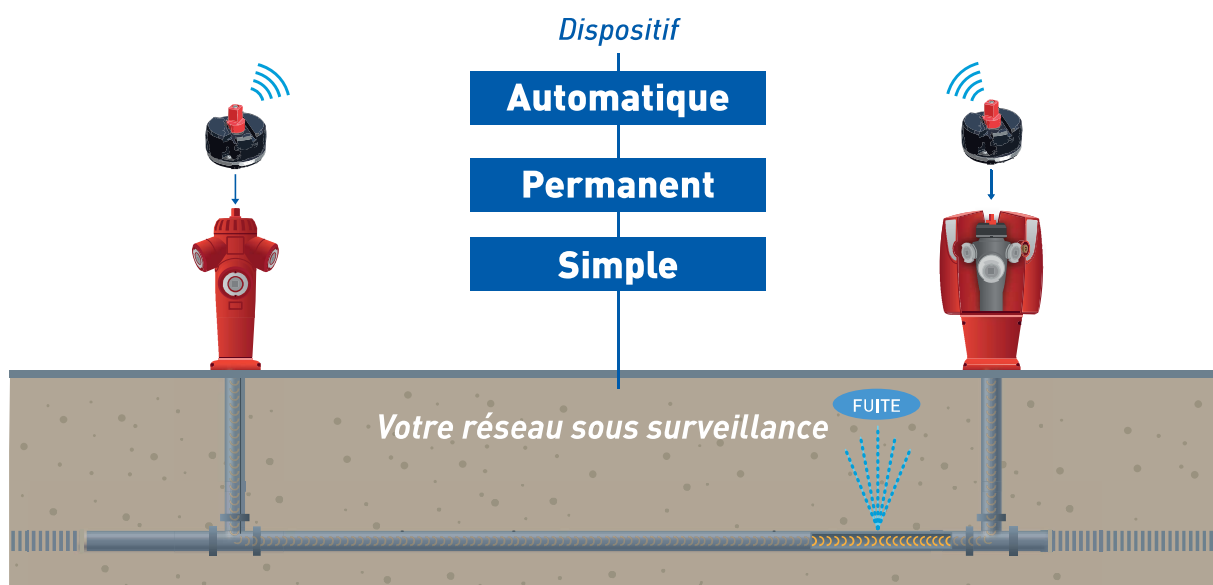 Dispositif
Automatique
Permanent
Simple
FUITE
Votre réseau sous surveillance